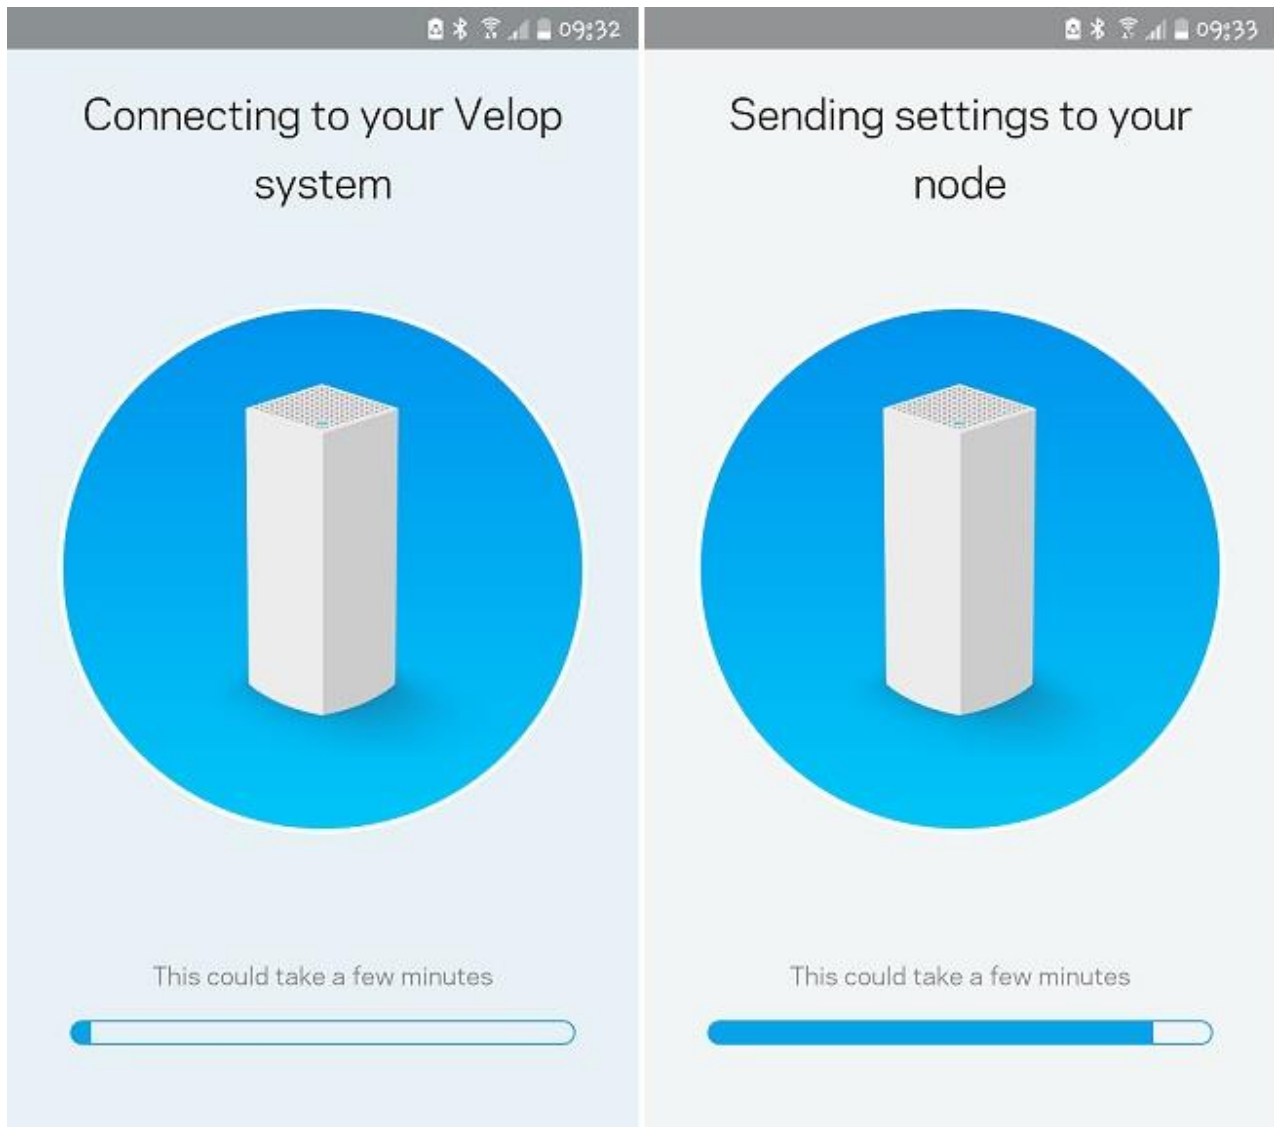 09:32
Connecting to your Velop
system
This could take a few minutes
09:33
Sending settings to your
node
This could take a few minutes